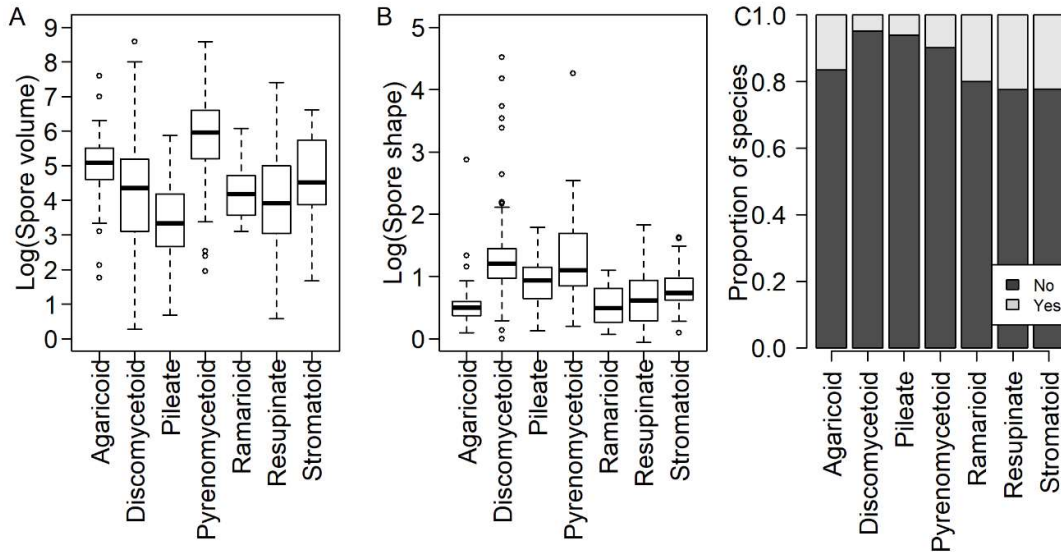 A
Log(Spore volume)
9
8
7
6
5
4
3
2
1
0
Agaricoid
Discomycetoid
Pileate
Pyrenomycetoid
Ramarioid
Resupinate
Stromatoid
B
Log(Spore shape)
5
4
3
2
1
0
Agaricoid
Discomycetoid
Pileate
Pyrenomycetoid
Ramarioid
Resupinate
Stromatoid
C
Proportion of species
1.0
0.8
0.6
0.4
0.2
0.0
No
Yes
Agaricoid
Discomycetoid
Pileate
Pyrenomycetoid
Ramarioid
Resupinate
Stromatoid